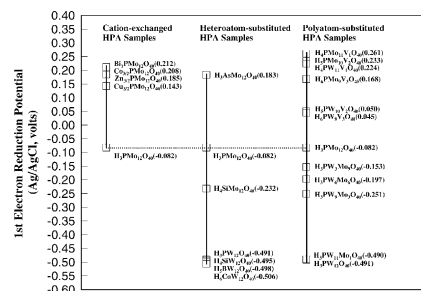 1st Electron Reduction Potential
(Ag/AgCl, volts)
0.40
0.35
0.30
0.25
0.20
0.15
0.10
0.05
0.00
-0.05
-0.10
-0.15
-0.20
-0.25
-0.30
-0.35
-0.40
-0.45
-0.50
-0.55
-0.60
Cation-exchanged
HPA Samples
Bi₁PMo₁₂O₄₀(0.212)
Co₃/₂PMo₁₂O₄₀(0.208)
Zn₃/₂PMo₁₂O₄₀(0.185)
Cu₃/₂PMo₁₂O₄₀(0.143)
H₃PMo₁₂O₄₀(-0.082)
Heteroatom-substituted
HPA Samples
H₃AsMo₁₂O₄₀(0.183)
H₃PMo₁₂O₄₀(-0.082)
H₄SiMo₁₂O₄₀(-0.232)
H₃PW₁₂O₄₀(-0.491)
H₄SiW₁₂O₄₀(-0.495)
H₅BW₁₂O₄₀(-0.498)
H₆CoW₁₂O₄₀(-0.506)
Polyatom-substituted
HPA Samples
H₄PMo₁₁V₁O₄₀(0.261)
H₅PMo₁₀V₂O₄₀(0.233)
H₄PW₁₁V₁O₄₀(0.224)
H₆PMo₉V₃O₄₀(0.168)
H₅PW₁₀V₂O₄₀(0.050)
H₆PW₉V₃O₄₀(0.045)
H₃PMo₁₂O₄₀(-0.082)
(-0.153)
(-0.197)
(-0.251)
H₃PW₁₁Mo₁O₄₀(-0.490)
H₃PW₁₂O₄₀(-0.491)